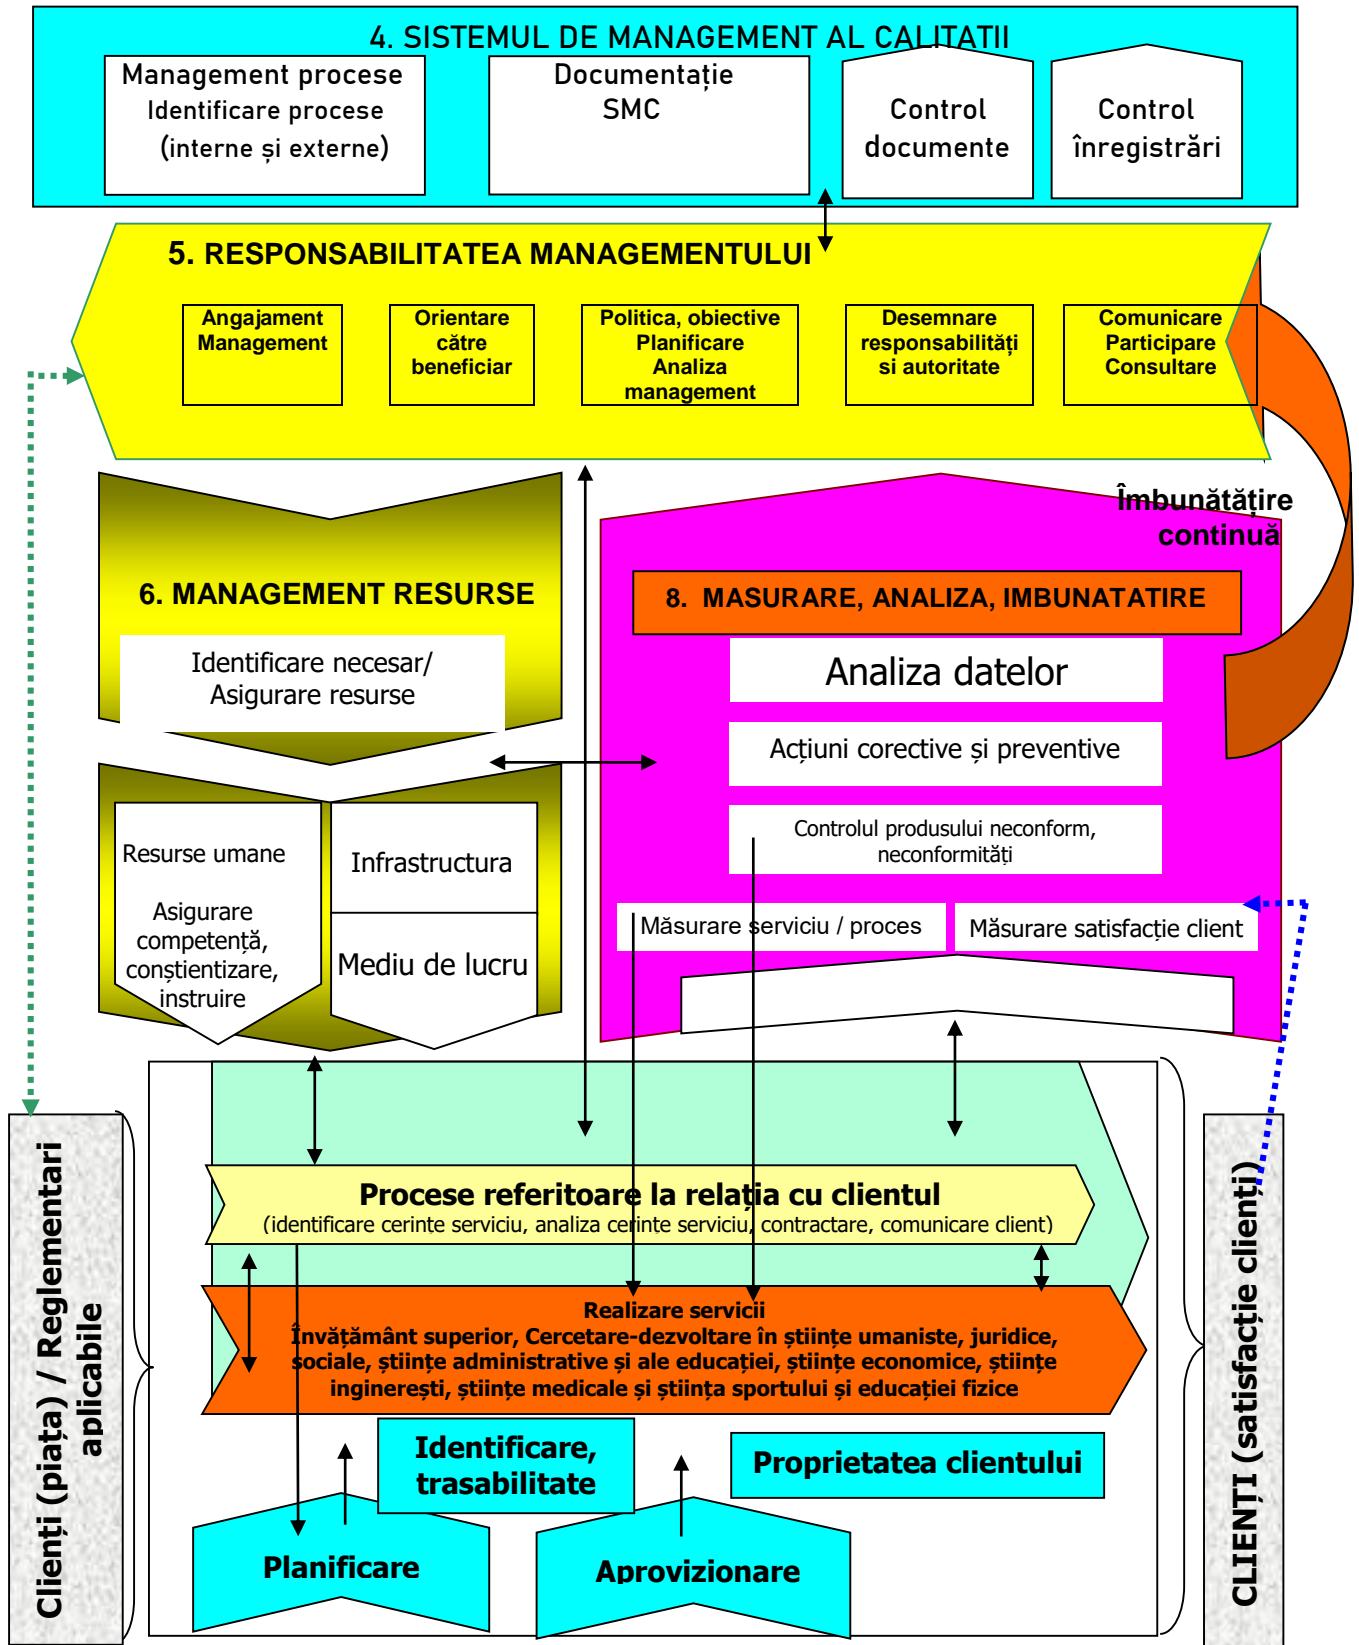 4. SISTEMUL DE MANAGEMENT AL CALITATII
Management procese
Identificare procese
(interne și externe)
Documentație
SMC
Control
documente
Control
înregistrări
5. RESPONSABILITATEA MANAGEMENTULUI
Angajament
Management
Orientare
către
beneficiar
Politica, obiective
Planificare
Analiza
management
Desemnare
responsabilități
si autoritate
Comunicare
Participare
Consultare
Îmbunătățire
continuă
6. MANAGEMENT RESURSE
Identificare necesar/
Asigurare resurse
8. MASURARE, ANALIZA, IMBUNATATIRE
Analiza datelor
Acțiuni corective și preventive
Controlul produsului neconform,
neconformități
Măsurare serviciu / proces
Măsurare satisfacție client
Resurse umane
Asigurare
competență,
conștientizare,
instruire
Infrastructura
Mediu de lucru
Clienți (piața) / Reglementari
aplicabile
Procese referitoare la relația cu clientul
(identificare cerințe serviciu, analiza cerințe serviciu, contractare, comunicare client)
Realizare servicii
Învățământ superior, Cercetare-dezvoltare în științe umaniste, juridice,
sociale, științe administrative și ale educației, științe economice, științe
inginerești, științe medicale și știința sportului și educației fizice
Identificare,
trasabilitate
Proprietatea clientului
Planificare
Aprovizionare
CLIENȚI (satisfacție clienți)